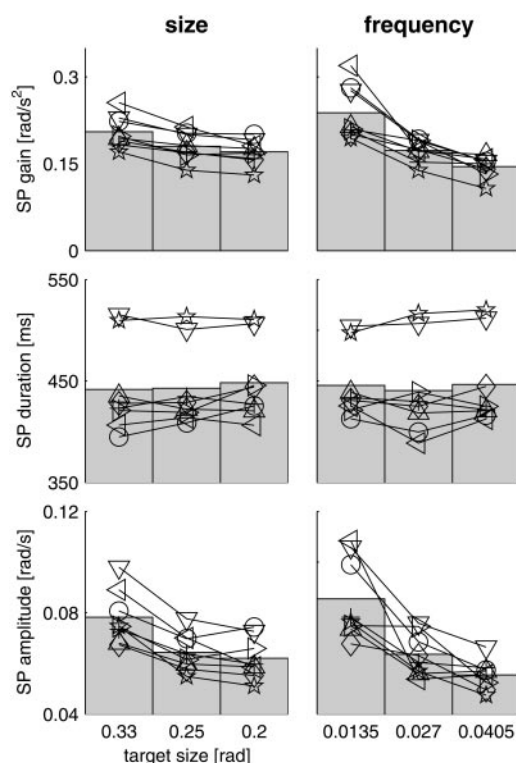 size
frequency
SP gain [rad/s²]
0.3
0.15
0
SP duration [ms]
550
450
350
SP amplitude [rad/s]
0.12
0.08
0.04
0.33 0.25 0.2
0.0135 0.027 0.0405
target size [rad]